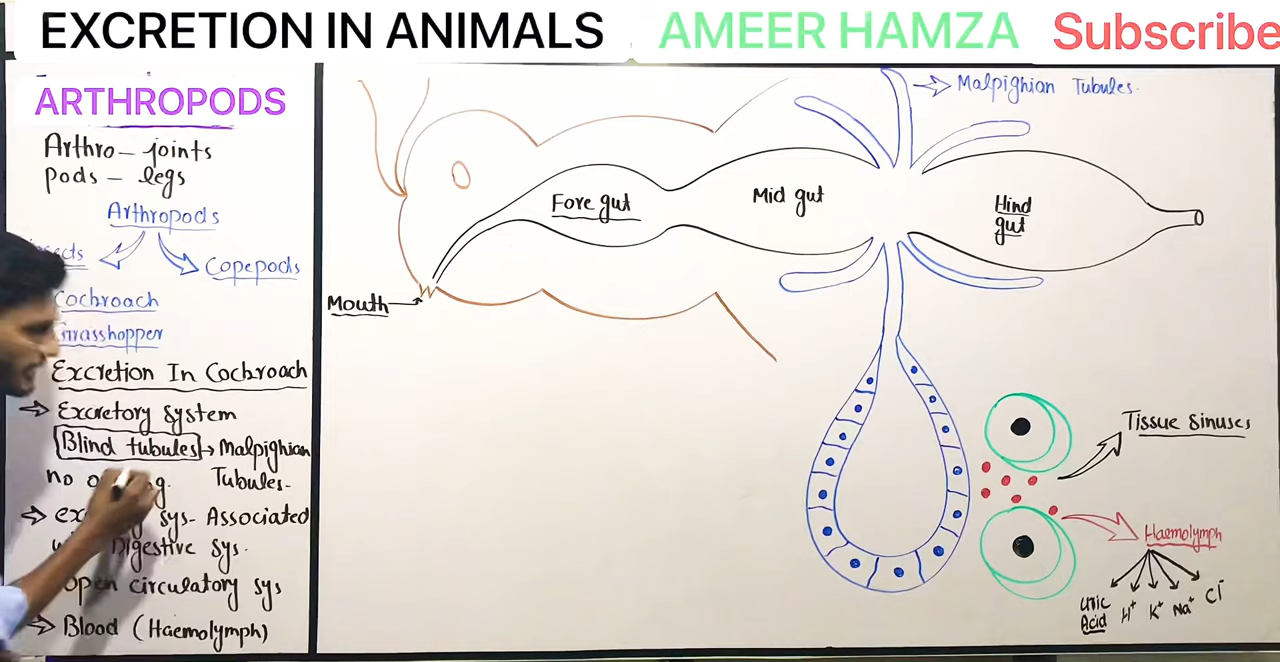 EXCRETION IN ANIMALS AMEER HAMZA Subscribe
ARTHROPODS
Arthro - joints
pods - legs
Arthropods
Copepods
Cochroach
Grasshopper
Excretion In Cochroach
⇒ Excretory system
Blind tubules → Malpighian
no Tubules-
⇒ sys- Associated
Digestive sys.
open circulatory sys
⇒ Blood (Haemolymph)
→ Malpighian Tubules.
Fore gut
Mid gut
Hind
gut
Mouth →
Tissue Sinuses
Haemolymph
Uric
Acid
H+ K+ Na+ Cl-